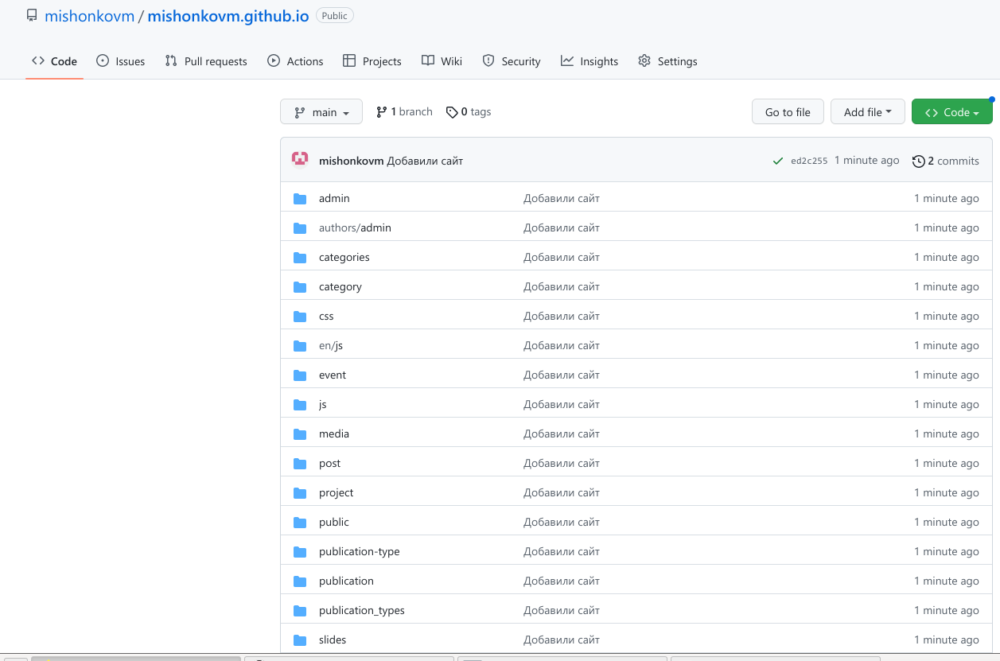 mishonkovm / mishonkovm.github.io Public
Code Issues Pull requests Actions Projects Wiki Security Insights Settings
main 1 branch 0 tags Go to file Add file Code
mishonkovm Добавили сайт ed2c255 1 minute ago 2 commits
admin Добавили сайт 1 minute ago
authors/admin Добавили сайт 1 minute ago
categories Добавили сайт 1 minute ago
category Добавили сайт 1 minute ago
css Добавили сайт 1 minute ago
en/js Добавили сайт 1 minute ago
event Добавили сайт 1 minute ago
js Добавили сайт 1 minute ago
media Добавили сайт 1 minute ago
post Добавили сайт 1 minute ago
project Добавили сайт 1 minute ago
public Добавили сайт 1 minute ago
publication-type Добавили сайт 1 minute ago
publication Добавили сайт 1 minute ago
publication_types Добавили сайт 1 minute ago
slides Добавили сайт 1 minute ago